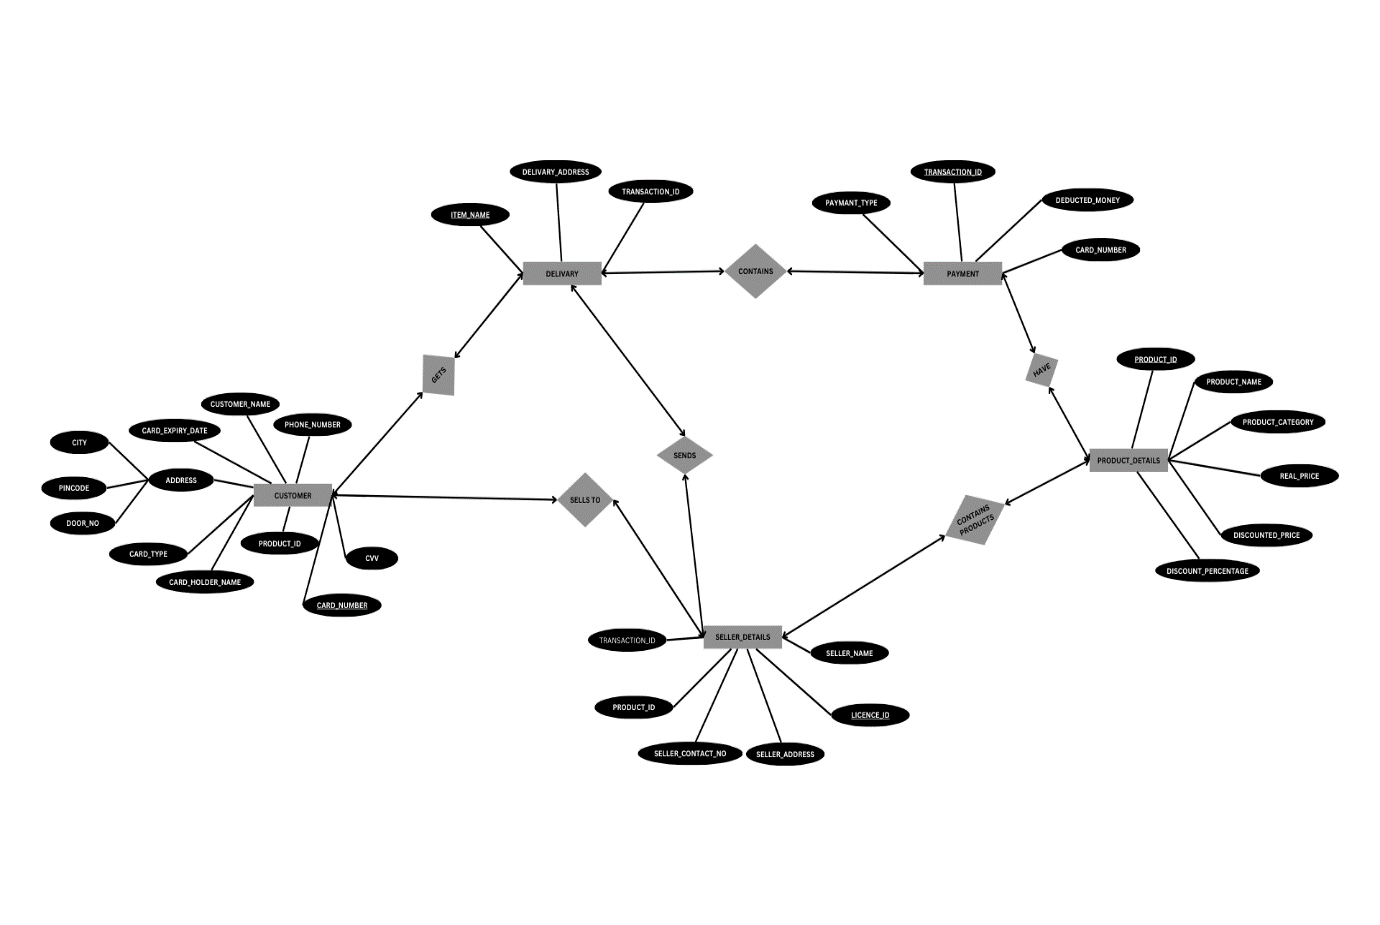 DELIVARY_ADDRESS
TRANSACTION_ID
ITEM_NAME
DELIVARY
CONTAINS
TRANSACTION_ID
PAYMANT_TYPE
DEDUCTED_MONEY
CARD_NUMBER
PAYMENT
GETS
HAVE
PRODUCT_ID
PRODUCT_NAME
PRODUCT_CATEGORY
REAL_PRICE
PRODUCT_DETAILS
DISCOUNTED_PRICE
DISCOUNT_PERCENTAGE
CUSTOMER_NAME
PHONE_NUMBER
CARD_EXPIRY_DATE
CITY
ADDRESS
PINCODE
DOOR_NO
CUSTOMER
CARD_TYPE
PRODUCT_ID
CVV
CARD_HOLDER_NAME
CARD_NUMBER
SENDS
SELLS TO
CONTAINS
PRODUCTS
TRANSACTION_ID
SELLER_DETAILS
SELLER_NAME
PRODUCT_ID
LICENCE_ID
SELLER_CONTACT_NO
SELLER_ADDRESS